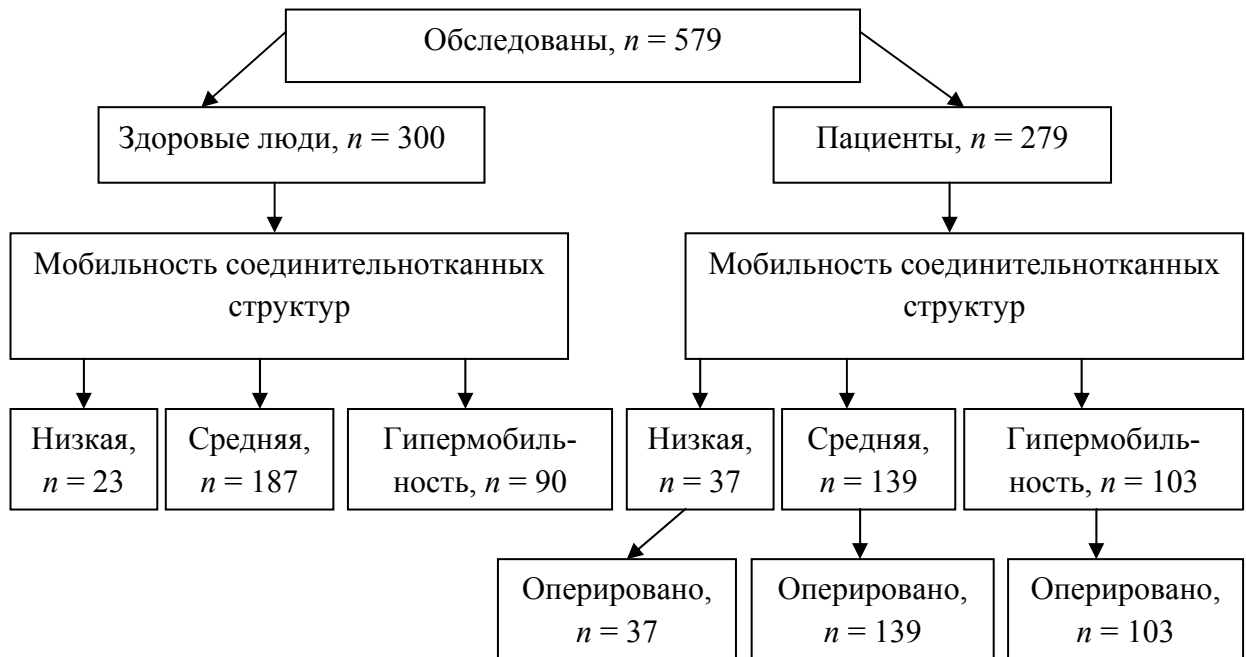 Обследованы, n = 579
Здоровые люди, n = 300
Пациенты, n = 279
Мобильность соединительнотканных
структур
Мобильность соединительнотканных
структур
Низкая,
n = 23
Средняя,
n = 187
Гипермобиль-
ность, n = 90
Низкая,
n = 37
Средняя,
n = 139
Гипермобиль-
ность, n = 103
Оперировано,
n = 37
Оперировано,
n = 139
Оперировано,
n = 103